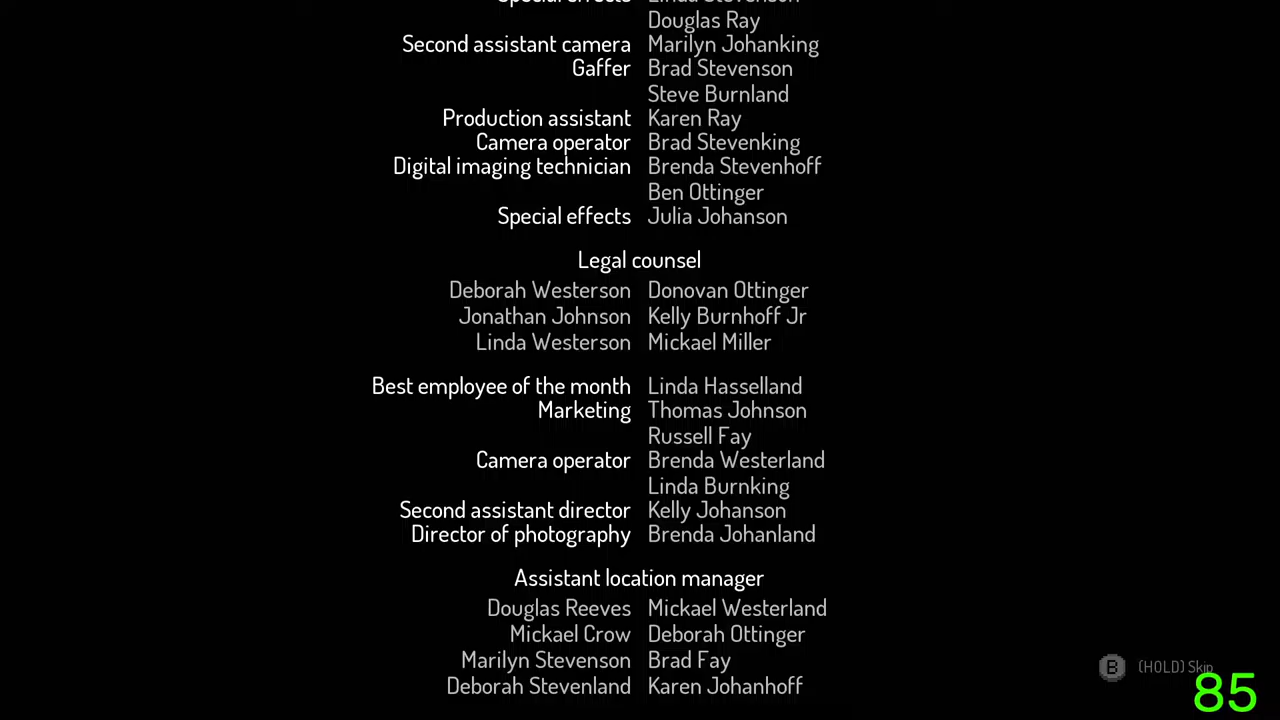 Special effects Linda Stevenson
Douglas Ray
Second assistant camera Marilyn Johanking
Gaffer Brad Stevenson
Steve Burnland
Production assistant Karen Ray
Camera operator Brad Stevenking
Digital imaging technician Brenda Stevenhoff
Ben Ottinger
Special effects Julia Johanson
Legal counsel
Deborah Westerson Donovan Ottinger
Jonathan Johnson Kelly Burnhoff Jr
Linda Westerson Mickael Miller
Best employee of the month Linda Hasselland
Marketing Thomas Johnson
Russell Fay
Camera operator Brenda Westerland
Linda Burnking
Second assistant director Kelly Johanson
Director of photography Brenda Johanland
Assistant location manager
Douglas Reeves Mickael Westerland
Mickael Crow Deborah Ottinger
Marilyn Stevenson Brad Fay
Deborah Stevenland Karen Johanhoff
B [HOLD] Skip
85